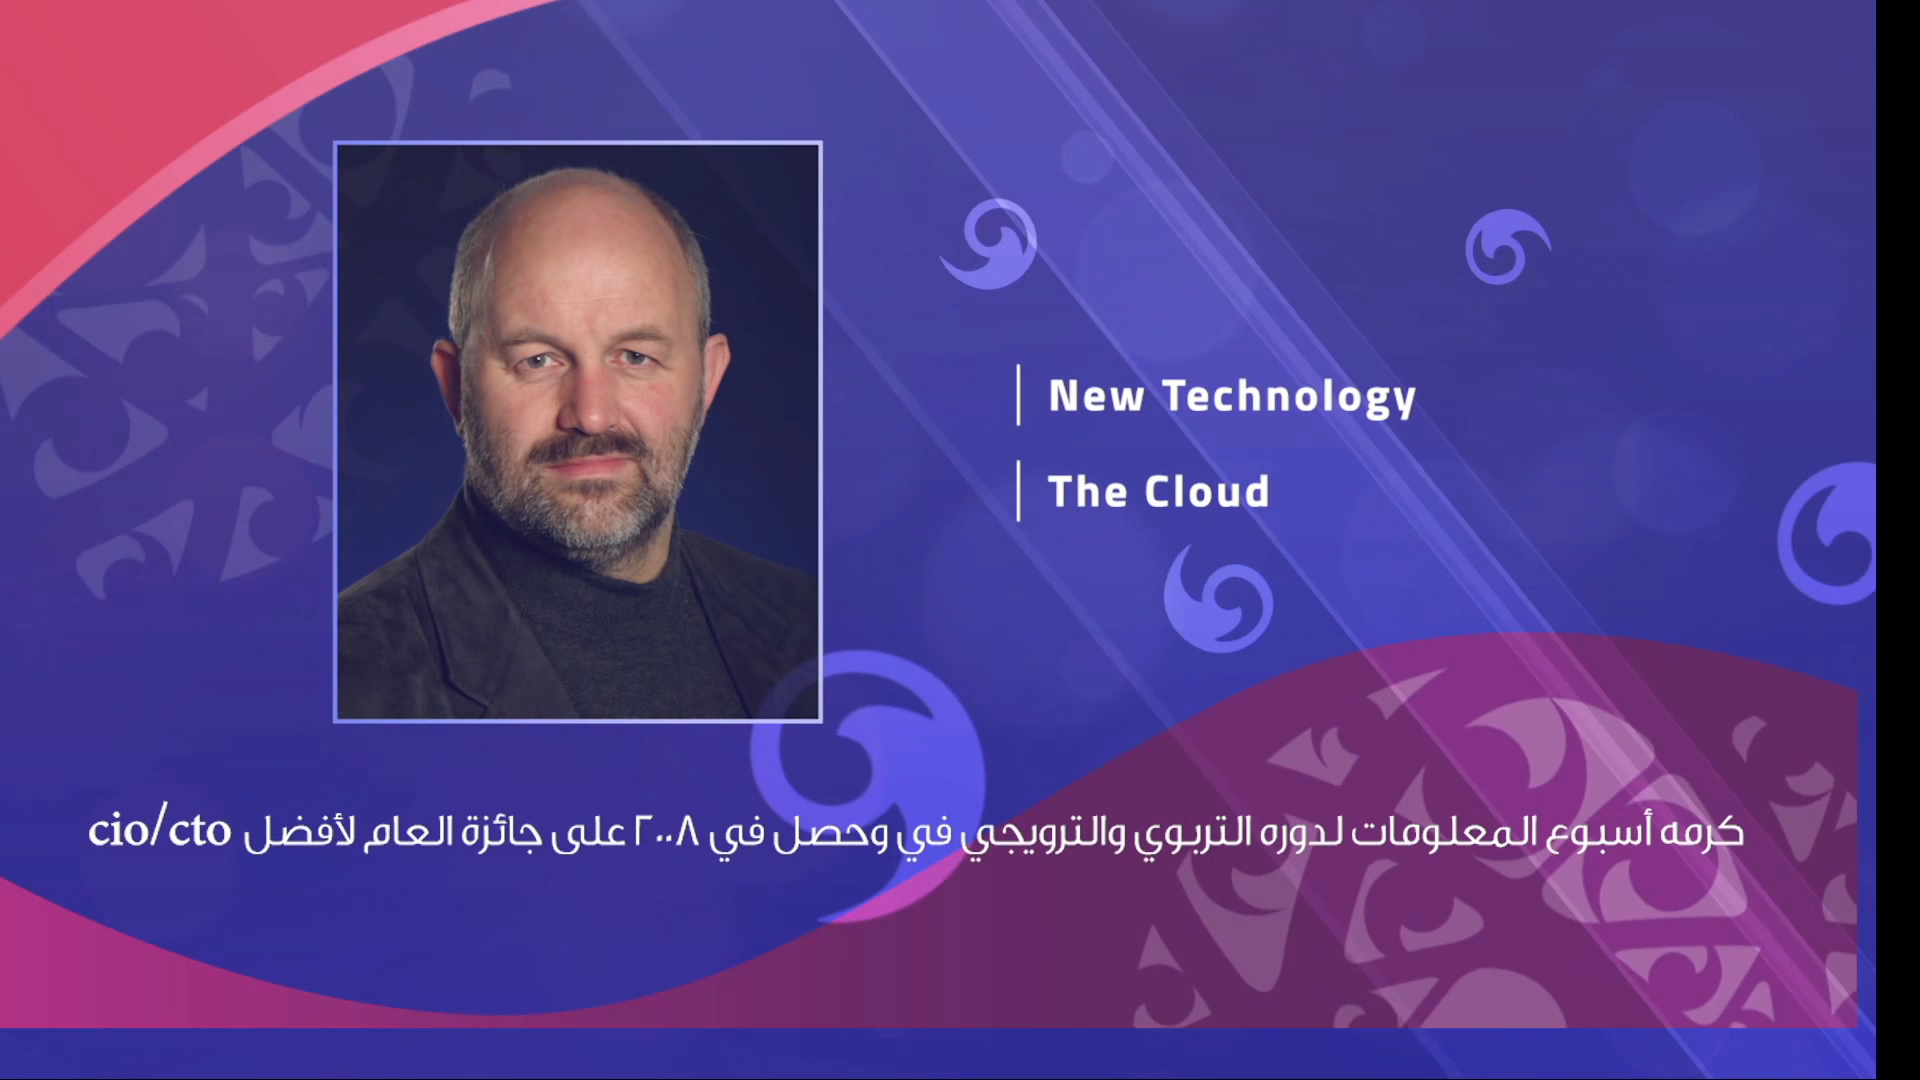 New Technology
The Cloud
كرمه أسبوع المعلومات لدوره التربوي والترويجي في وحصل في ٢٠٠٨ على جائزة العام لأفضل cio/cto